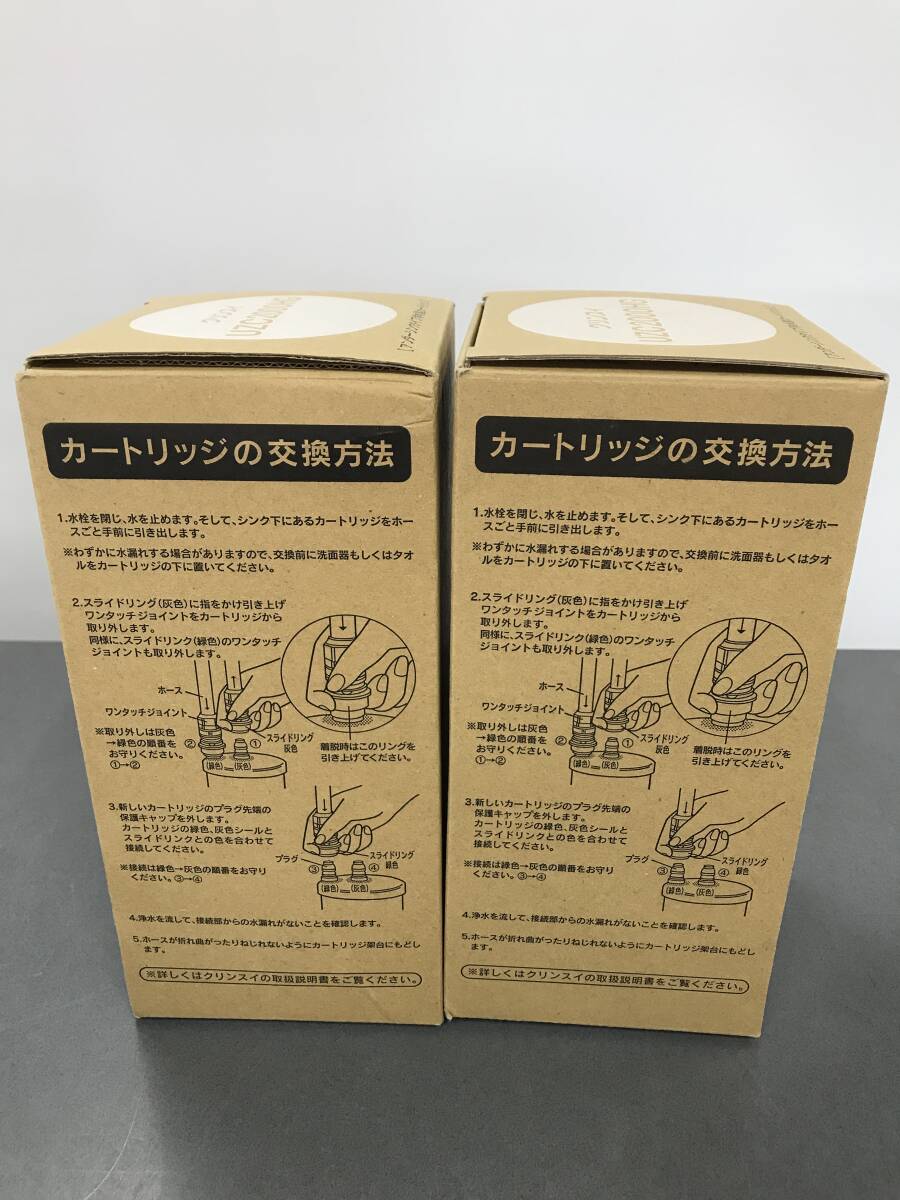 カートリッジの交換方法
1.水栓を閉じ、水を止めます。そして、シンク下にあるカートリッジをホー
スごと手前に引き出します。
※わずかに水漏れする場合がありますので、交換前に洗面器もしくはタオ
ルをカートリッジの下に置いてください。
2.スライドリング(灰色)に指をかけ引き上げ
ワンタッチジョイントをカートリッジから
取り外します。
同様に、スライドリンク(緑色)のワンタッチ
ジョイントも取り外します。
ホース
ワンタッチジョイント
※取り外しは灰色
→緑色の順番を
お守りください。
①→②
②
①
スライドリング
灰色
(緑色)
(灰色)
着脱時はこのリングを
引き上げてください。
3.新しいカートリッジのプラグ先端の
保護キャップを外します。
カートリッジの緑色、灰色シールと
スライドリンクとの色を合わせて
接続してください。
※接続は緑色→灰色の順番をお守り
ください。③→④
プラグ
スライドリング
緑色
③
④
(緑色)
(灰色)
4.浄水を流して、接続部からの水漏れがないことを確認します。
5.ホースが折れ曲がったりねじれないようにカートリッジ架台にもどし
ます。
※詳しくはクリンスイの取扱説明書をご覧ください。
カートリッジの交換方法
1.水栓を閉じ、水を止めます。そして、シンク下にあるカートリッジをホー
スごと手前に引き出します。
※わずかに水漏れする場合がありますので、交換前に洗面器もしくはタオ
ルをカートリッジの下に置いてください。
2.スライドリング(灰色)に指をかけ引き上げ
ワンタッチジョイントをカートリッジから
取り外します。
同様に、スライドリンク(緑色)のワンタッチ
ジョイントも取り外します。
ホース
ワンタッチジョイント
※取り外しは灰色
→緑色の順番を
お守りください。
①→②
②
①
スライドリング
灰色
(緑色)
(灰色)
着脱時はこのリングを
引き上げてください。
3.新しいカートリッジのプラグ先端の
保護キャップを外します。
カートリッジの緑色、灰色シールと
スライドリンクとの色を合わせて
接続してください。
※接続は緑色→灰色の順番をお守り
ください。③→④
プラグ
スライドリング
緑色
③
④
(緑色)
(灰色)
4.浄水を流して、接続部からの水漏れがないことを確認します。
5.ホースが折れ曲がったりねじれないようにカートリッジ架台にもどし
ます。
※詳しくはクリンスイの取扱説明書をご覧ください。